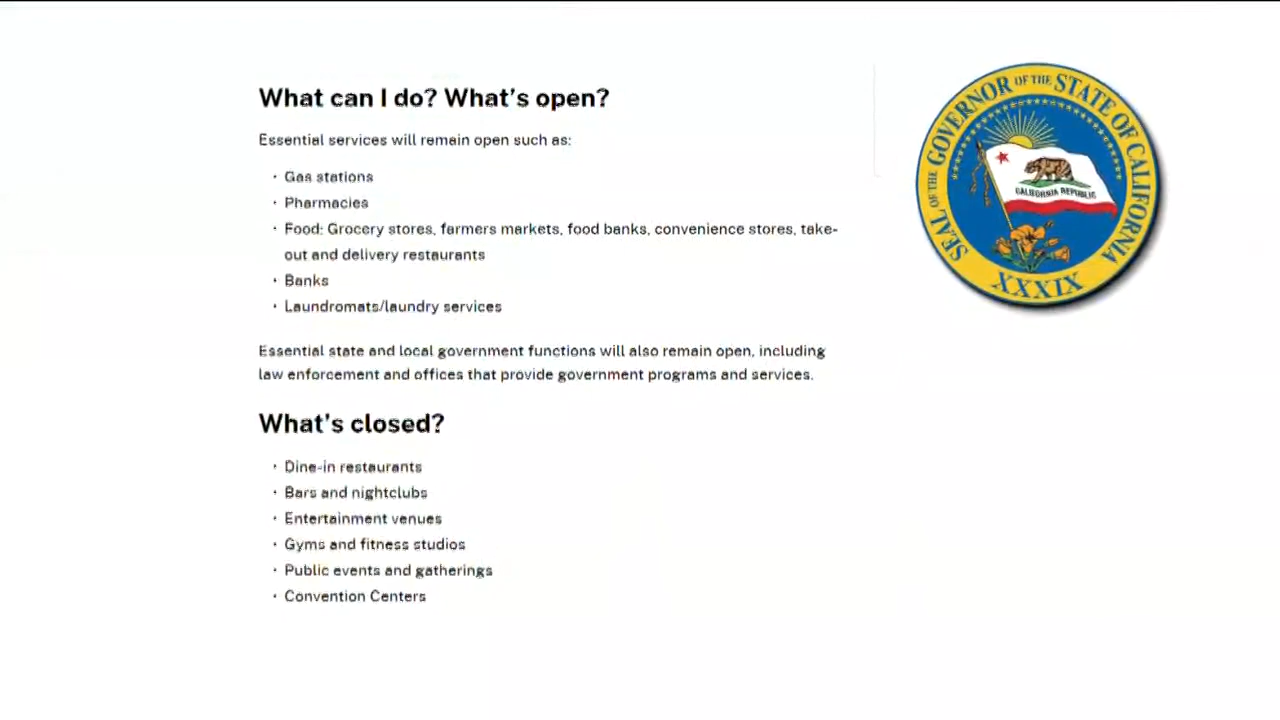 What can I do? What's open?
Essential services will remain open such as:
• Gas stations
• Pharmacies
• Food: Grocery stores, farmers markets, food banks, convenience stores, take-
out and delivery restaurants
• Banks
• Laundromats/laundry services
Essential state and local government functions will also remain open, including
law enforcement and offices that provide government programs and services.
What's closed?
• Dine-in restaurants
• Bars and nightclubs
• Entertainment venues
• Gyms and fitness studios
• Public events and gatherings
• Convention Centers
SEAL OF THE GOVERNOR OF THE STATE OF CALIFORNIA
CALIFORNIA REPUBLIC
XXXIX